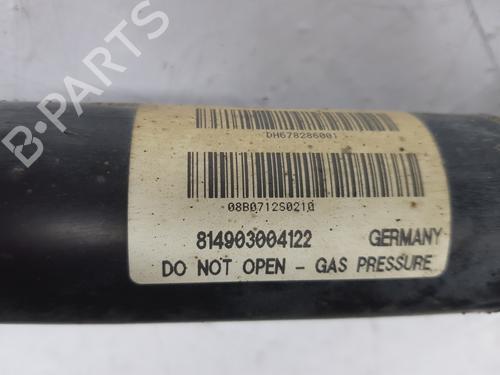 DH678286001
08B0712S0210
814903004122 GERMANY
DO NOT OPEN - GAS PRESSURE
B-PARTS